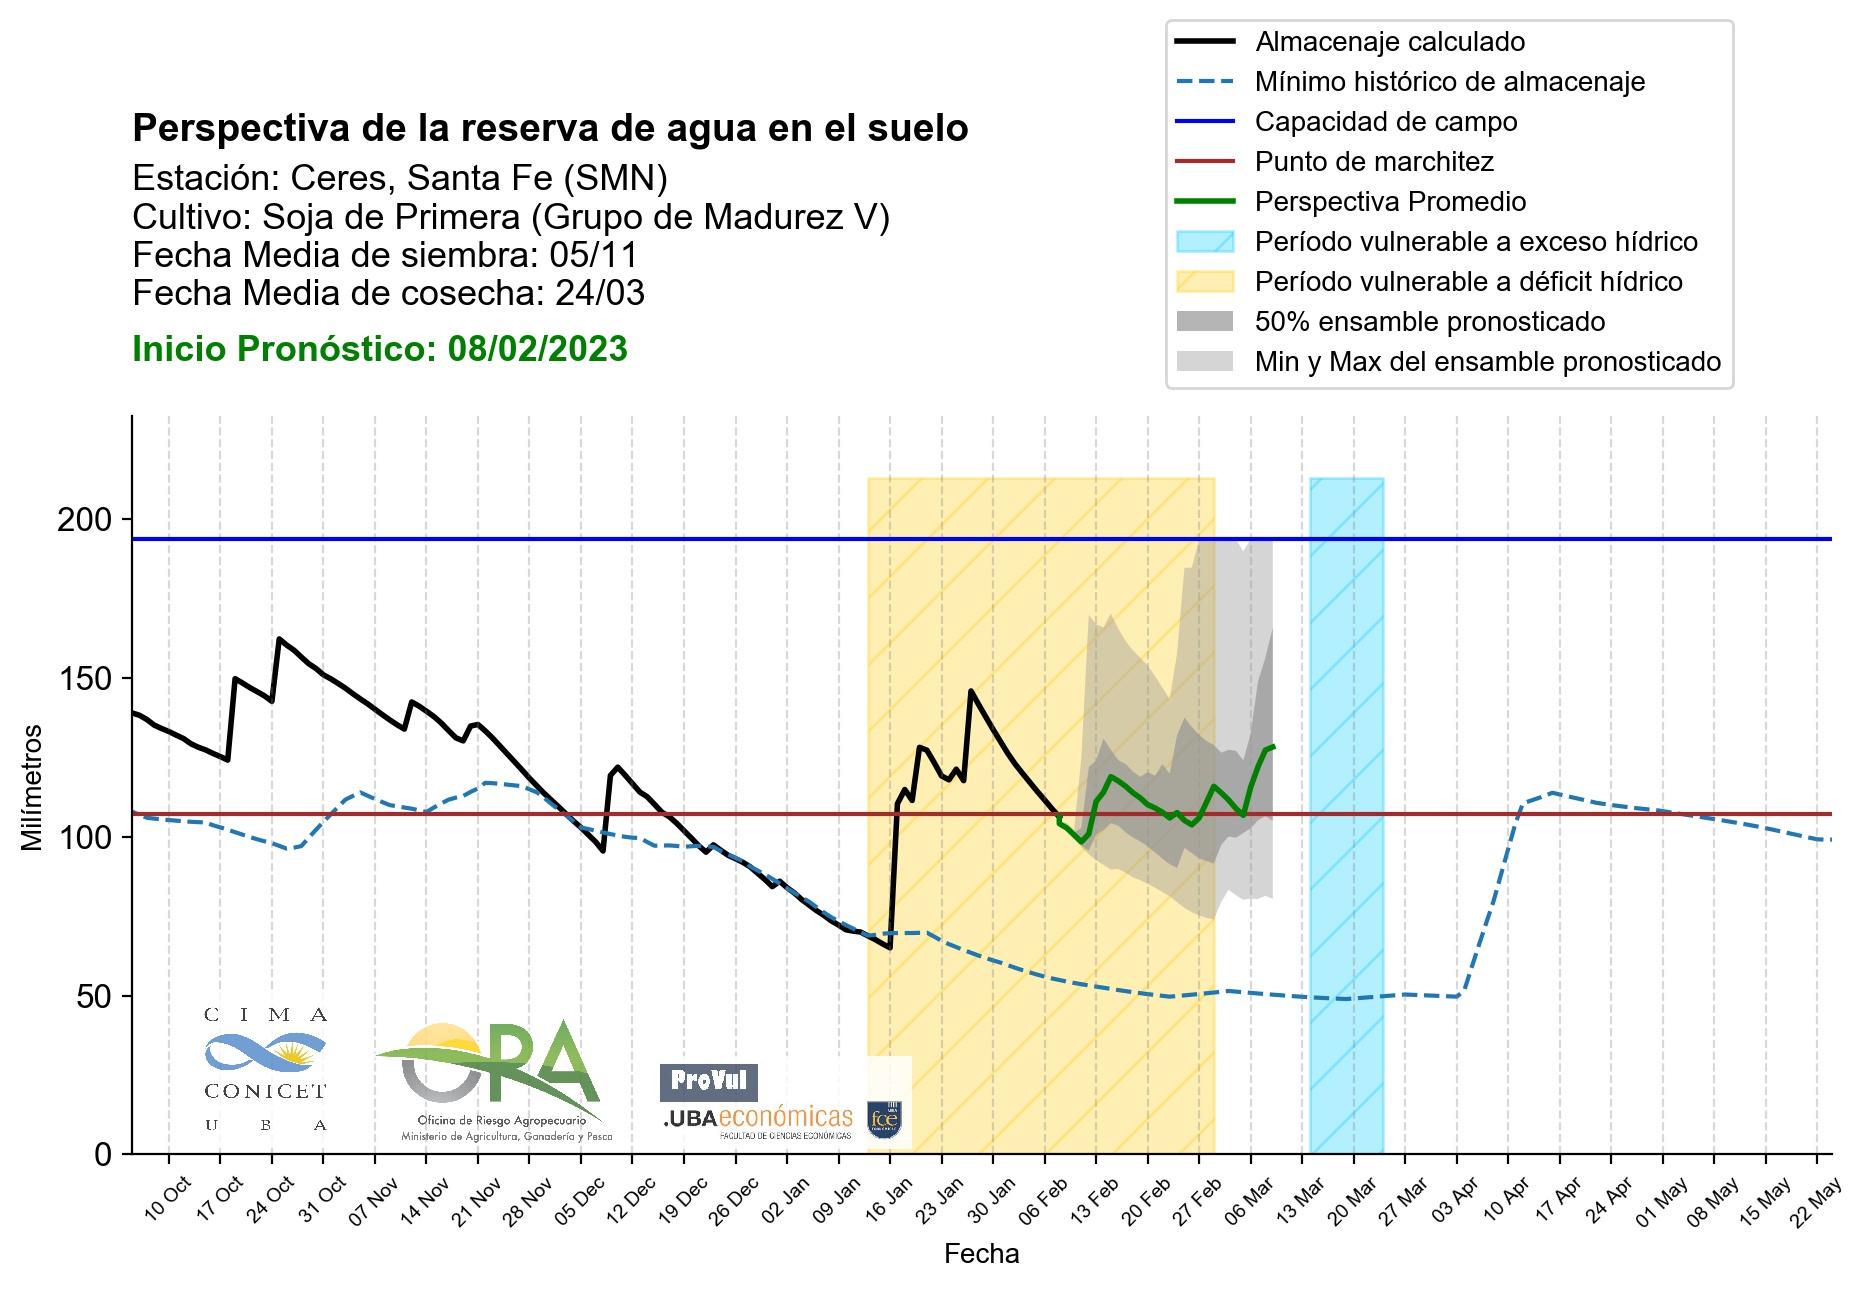 Almacenaje calculado
Mínimo histórico de almacenaje
Capacidad de campo
Punto de marchitez
Perspectiva Promedio
Período vulnerable a exceso hídrico
Período vulnerable a déficit hídrico
50% ensamble pronosticado
Min y Max del ensamble pronosticado
Perspectiva de la reserva de agua en el suelo
Estación: Ceres, Santa Fe (SMN)
Cultivo: Soja de Primera (Grupo de Madurez V)
Fecha Media de siembra: 05/11
Fecha Media de cosecha: 24/03
Inicio Pronóstico: 08/02/2023
Milímetros
200
150
100
50
0
CIMA
CONICET
UBA
ORA
Oficina de Riesgo Agropecuario
Ministerio de Agricultura, Ganadería y Pesca
ProVul
.UBAeconómicas
FACULTAD DE CIENCIAS ECONÓMICAS
UBA
fce
ECONÓMICAS
10 Oct 17 Oct 24 Oct 31 Oct 07 Nov 14 Nov 21 Nov 28 Nov 05 Dec 12 Dec 19 Dec 26 Dec 02 Jan 09 Jan 16 Jan 23 Jan 30 Jan 06 Feb 13 Feb 20 Feb 27 Feb 06 Mar 13 Mar 20 Mar 27 Mar 03 Apr 10 Apr 17 Apr 24 Apr 01 May 08 May 15 May 22 May
Fecha